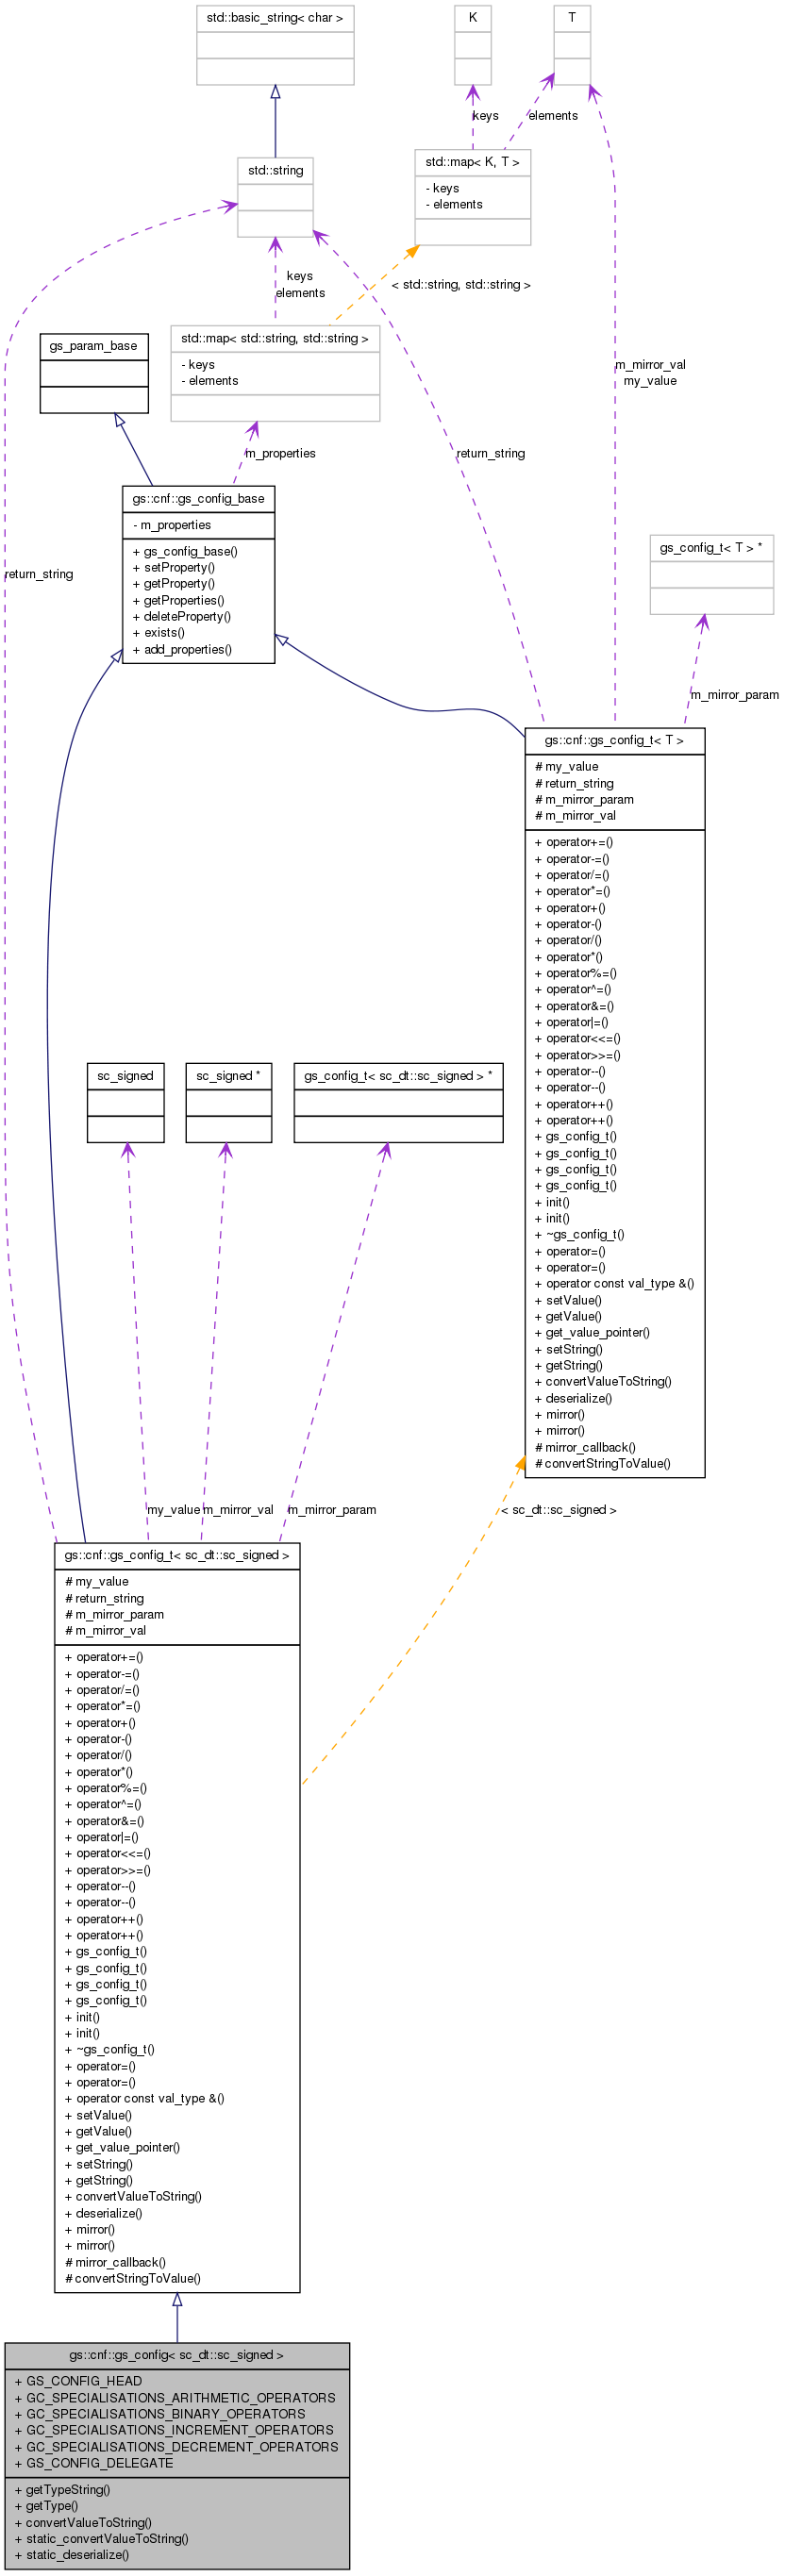 std::basic_string< char >
K
T
keys
elements
std::string
std::map< K, T >
- keys
- elements
keys
elements
< std::string, std::string >
std::map< std::string, std::string >
- keys
- elements
gs_param_base
m_mirror_val
my_value
m_properties
return_string
gs::cnf::gs_config_base
- m_properties
+ gs_config_base()
+ setProperty()
+ getProperty()
+ getProperties()
+ deleteProperty()
+ exists()
+ add_properties()
return_string
gs_config_t< T > *
m_mirror_param
gs::cnf::gs_config_t< T >
# my_value
# return_string
# m_mirror_param
# m_mirror_val
+ operator+=()
+ operator-=()
+ operator/=()
+ operator*=()
+ operator+()
+ operator-()
+ operator/()
+ operator*()
+ operator%=()
+ operator^=()
+ operator&=()
+ operator|=()
+ operator<<=()
+ operator>>=()
+ operator--()
+ operator--()
+ operator++()
+ operator++()
+ gs_config_t()
+ gs_config_t()
+ gs_config_t()
+ gs_config_t()
+ init()
+ init()
+ ~gs_config_t()
+ operator=()
+ operator=()
+ operator const val_type &()
+ setValue()
+ getValue()
+ get_value_pointer()
+ setString()
+ getString()
+ convertValueToString()
+ deserialize()
+ mirror()
+ mirror()
# mirror_callback()
# convertStringToValue()
sc_signed
sc_signed *
gs_config_t< sc_dt::sc_signed > *
my_value
m_mirror_val
m_mirror_param
< sc_dt::sc_signed >
gs::cnf::gs_config_t< sc_dt::sc_signed >
# my_value
# return_string
# m_mirror_param
# m_mirror_val
+ operator+=()
+ operator-=()
+ operator/=()
+ operator*=()
+ operator+()
+ operator-()
+ operator/()
+ operator*()
+ operator%=()
+ operator^=()
+ operator&=()
+ operator|=()
+ operator<<=()
+ operator>>=()
+ operator--()
+ operator--()
+ operator++()
+ operator++()
+ gs_config_t()
+ gs_config_t()
+ gs_config_t()
+ gs_config_t()
+ init()
+ init()
+ ~gs_config_t()
+ operator=()
+ operator=()
+ operator const val_type &()
+ setValue()
+ getValue()
+ get_value_pointer()
+ setString()
+ getString()
+ convertValueToString()
+ deserialize()
+ mirror()
+ mirror()
# mirror_callback()
# convertStringToValue()
gs::cnf::gs_config< sc_dt::sc_signed >
+ GS_CONFIG_HEAD
+ GC_SPECIALISATIONS_ARITHMETIC_OPERATORS
+ GC_SPECIALISATIONS_BINARY_OPERATORS
+ GC_SPECIALISATIONS_INCREMENT_OPERATORS
+ GC_SPECIALISATIONS_DECREMENT_OPERATORS
+ GS_CONFIG_DELEGATE
+ getTypeString()
+ getType()
+ convertValueToString()
+ static_convertValueToString()
+ static_deserialize()